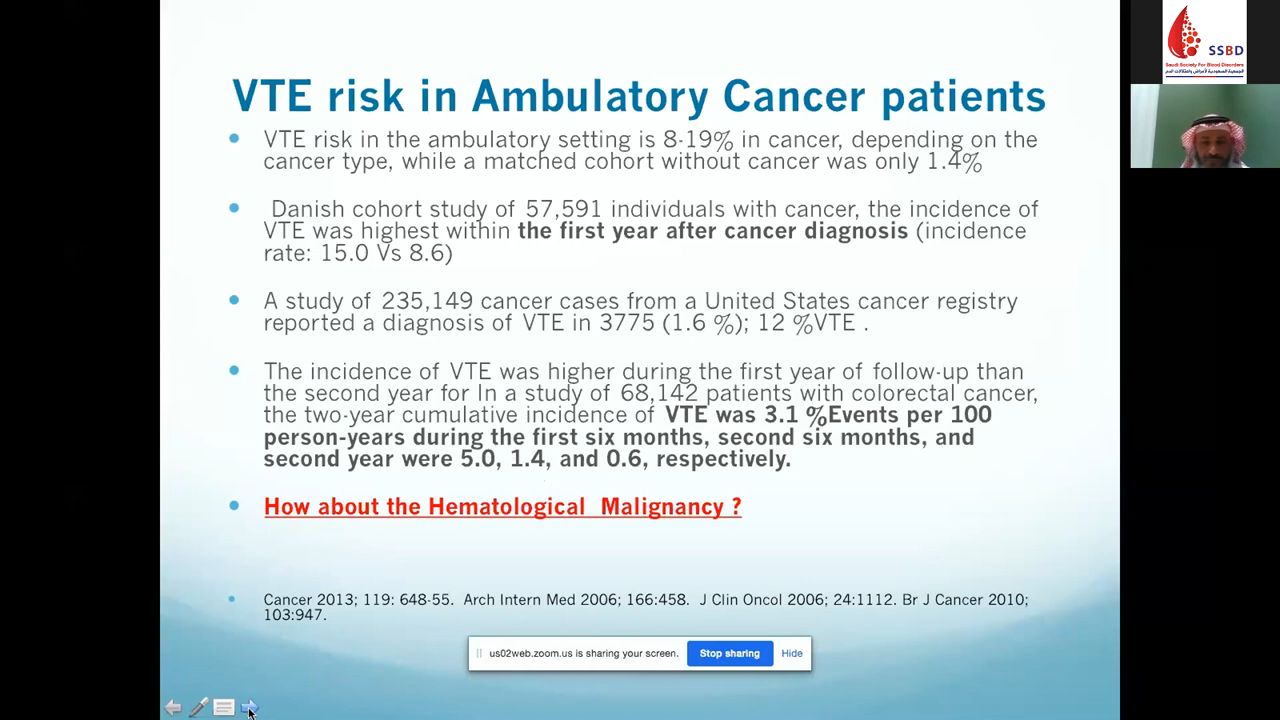 VTE risk in Ambulatory Cancer patients
• VTE risk in the ambulatory setting is 8-19% in cancer, depending on the
cancer type, while a matched cohort without cancer was only 1.4%
• Danish cohort study of 57,591 individuals with cancer, the incidence of
VTE was highest within the first year after cancer diagnosis (incidence
rate: 15.0 Vs 8.6)
• A study of 235,149 cancer cases from a United States cancer registry
reported a diagnosis of VTE in 3775 (1.6 %); 12 %VTE .
• The incidence of VTE was higher during the first year of follow-up than
the second year for In a study of 68,142 patients with colorectal cancer,
the two-year cumulative incidence of VTE was 3.1 %Events per 100
person-years during the first six months, second six months, and
second year were 5.0, 1.4, and 0.6, respectively.
• How about the Hematological Malignancy ?
• Cancer 2013; 119: 648-55. Arch Intern Med 2006; 166:458. J Clin Oncol 2006; 24:1112. Br J Cancer 2010;
103:947.
us02web.zoom.us is sharing your screen. Stop sharing Hide
SSBD
Saudi Society For Blood Disorders